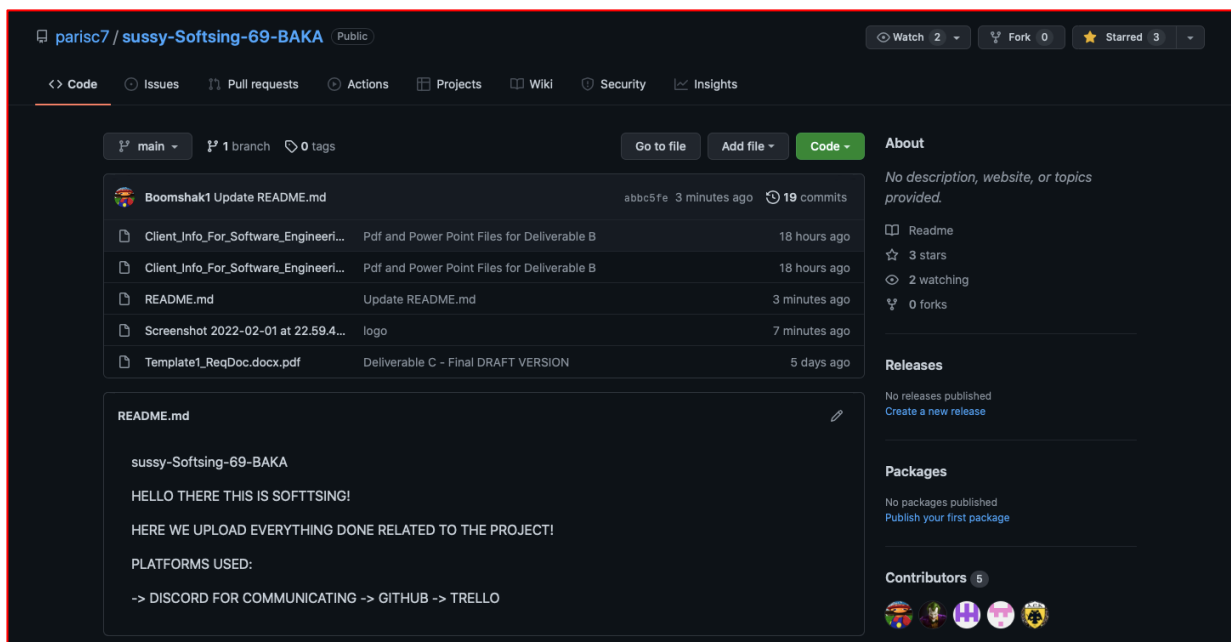 parisc7 / sussy-Softsing-69-BAKA Public
Watch 2 Fork 0 Starred 3
Code Issues Pull requests Actions Projects Wiki Security Insights
main 1 branch 0 tags Go to file Add file Code
Boomshak1 Update README.md abbc5fe 3 minutes ago 19 commits
Client_Info_For_Software_Engineeri... Pdf and Power Point Files for Deliverable B 18 hours ago
Client_Info_For_Software_Engineeri... Pdf and Power Point Files for Deliverable B 18 hours ago
README.md Update README.md 3 minutes ago
Screenshot 2022-02-01 at 22.59.4... logo 7 minutes ago
Template1_ReqDoc.docx.pdf Deliverable C - Final DRAFT VERSION 5 days ago
README.md
sussy-Softsing-69-BAKA
HELLO THERE THIS IS SOFTTSING!
HERE WE UPLOAD EVERYTHING DONE RELATED TO THE PROJECT!
PLATFORMS USED:
-> DISCORD FOR COMMUNICATING -> GITHUB -> TRELLO
About
No description, website, or topics
provided.
Readme
3 stars
2 watching
0 forks
Releases
No releases published
Create a new release
Packages
No packages published
Publish your first package
Contributors 5